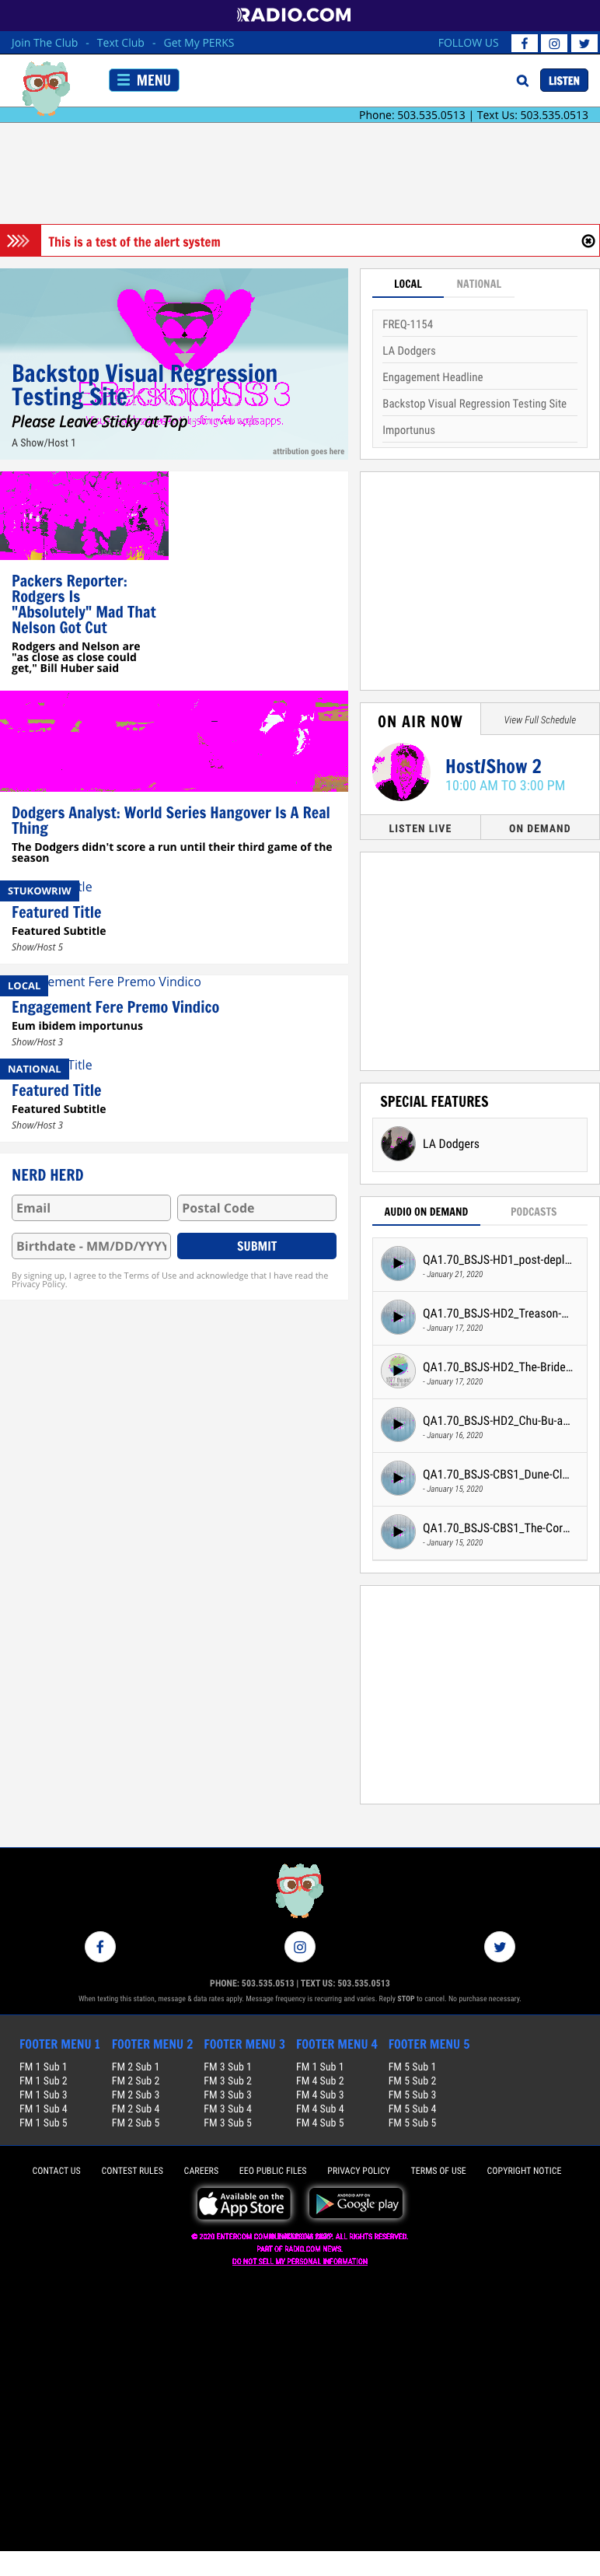 RADIO.COM
Join The Club - Text Club - Get My PERKS
FOLLOW US
MENU
LISTEN
Phone: 503.535.0513 | Text Us: 503.535.0513
This is a test of the alert system
Backstop Visual Regression
Testing Site
Please Leave Sticky at Top
A Show/Host 1
attribution goes here
LOCAL
NATIONAL
FREQ-1154
LA Dodgers
Engagement Headline
Backstop Visual Regression Testing Site
Importunus
Packers Reporter:
Rodgers Is
"Absolutely" Mad That
Nelson Got Cut
Rodgers and Nelson are
"as close as close could
get," Bill Huber said
Dodgers Analyst: World Series Hangover Is A Real
Thing
The Dodgers didn't score a run until their third game of the
season
STUKOWRIW
Featured Title
Featured Subtitle
Show/Host 5
LOCAL
ement Fere Premo Vindico
Engagement Fere Premo Vindico
Eum ibidem importunus
Show/Host 3
NATIONAL
Title
Featured Title
Featured Subtitle
Show/Host 3
NERD HERD
Email
Postal Code
Birthdate - MM/DD/YYYY
SUBMIT
By signing up, I agree to the Terms of Use and acknowledge that I have read the
Privacy Policy.
ON AIR NOW
View Full Schedule
Host/Show 2
10:00 AM TO 3:00 PM
LISTEN LIVE
ON DEMAND
SPECIAL FEATURES
LA Dodgers
AUDIO ON DEMAND
PODCASTS
QA1.70_BSJS-HD1_post-depl...
- January 21, 2020
QA1.70_BSJS-HD2_Treason-...
- January 17, 2020
QA1.70_BSJS-HD2_The-Bride...
- January 17, 2020
QA1.70_BSJS-HD2_Chu-Bu-a...
- January 16, 2020
QA1.70_BSJS-CBS1_Dune-Cl...
- January 15, 2020
QA1.70_BSJS-CBS1_The-Cor...
- January 15, 2020
PHONE: 503.535.0513 | TEXT US: 503.535.0513
When texting this station, message & data rates apply. Message frequency is recurring and varies. Reply STOP to cancel. No purchase necessary.
FOOTER MENU 1
FM 1 Sub 1
FM 1 Sub 2
FM 1 Sub 3
FM 1 Sub 4
FM 1 Sub 5
FOOTER MENU 2
FM 2 Sub 1
FM 2 Sub 2
FM 2 Sub 3
FM 2 Sub 4
FM 2 Sub 5
FOOTER MENU 3
FM 3 Sub 1
FM 3 Sub 2
FM 3 Sub 3
FM 3 Sub 4
FM 3 Sub 5
FOOTER MENU 4
FM 1 Sub 1
FM 4 Sub 2
FM 4 Sub 3
FM 4 Sub 4
FM 4 Sub 5
FOOTER MENU 5
FM 5 Sub 1
FM 5 Sub 2
FM 5 Sub 3
FM 5 Sub 4
FM 5 Sub 5
CONTACT US
CONTEST RULES
CAREERS
EEO PUBLIC FILES
PRIVACY POLICY
TERMS OF USE
COPYRIGHT NOTICE
Available on the
App Store
ANDROID APP ON
Google play
© 2020 ENTERCOM ALL RIGHTS RESERVED.
PART OF RADIO.COM NEWS.
DO NOT SELL MY PERSONAL INFORMATION